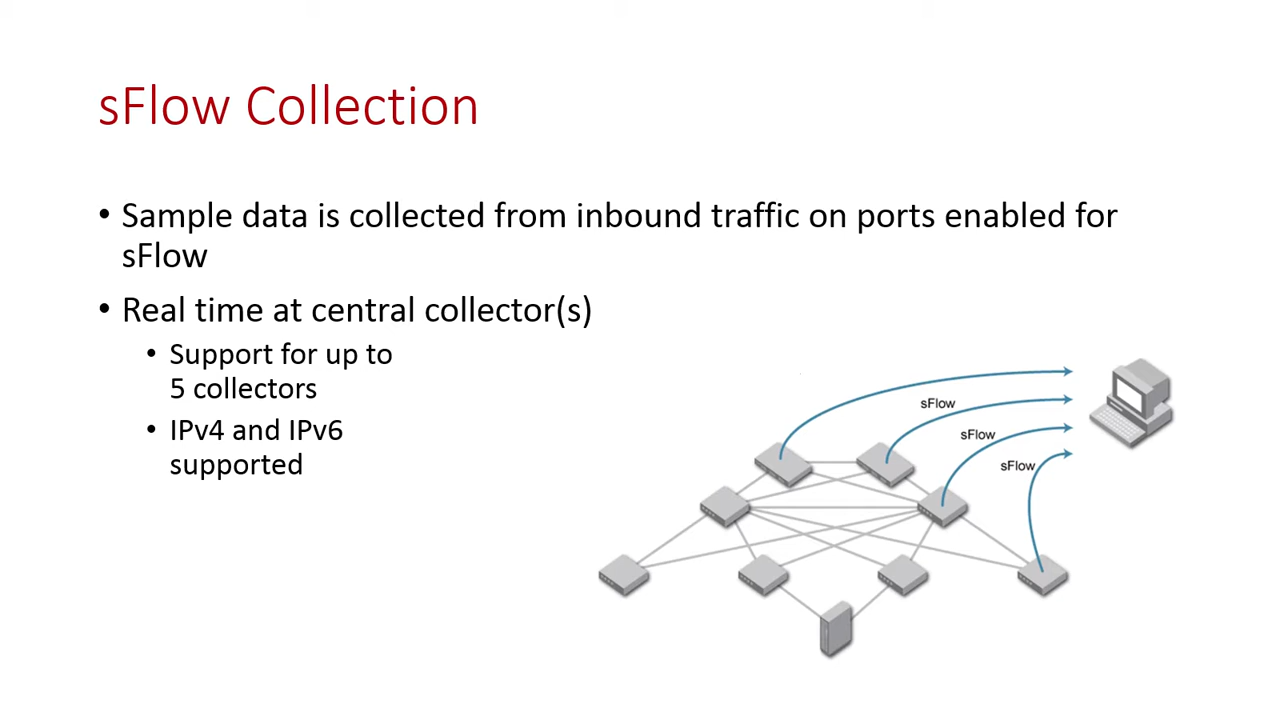 sFlow Collection
• Sample data is collected from inbound traffic on ports enabled for
sFlow
• Real time at central collector(s)
• Support for up to
5 collectors
• IPv4 and IPv6
supported
sFlow
sFlow
sFlow